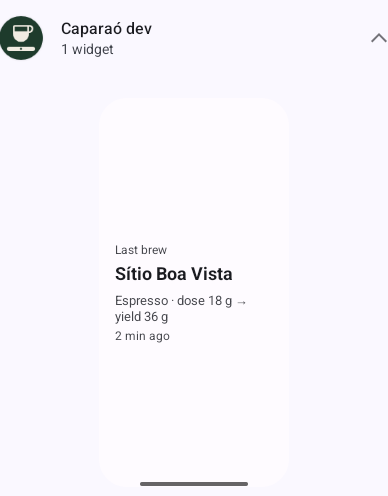 Caparaó dev
1 widget
Last brew
Sítio Boa Vista
Espresso · dose 18 g →
yield 36 g
2 min ago